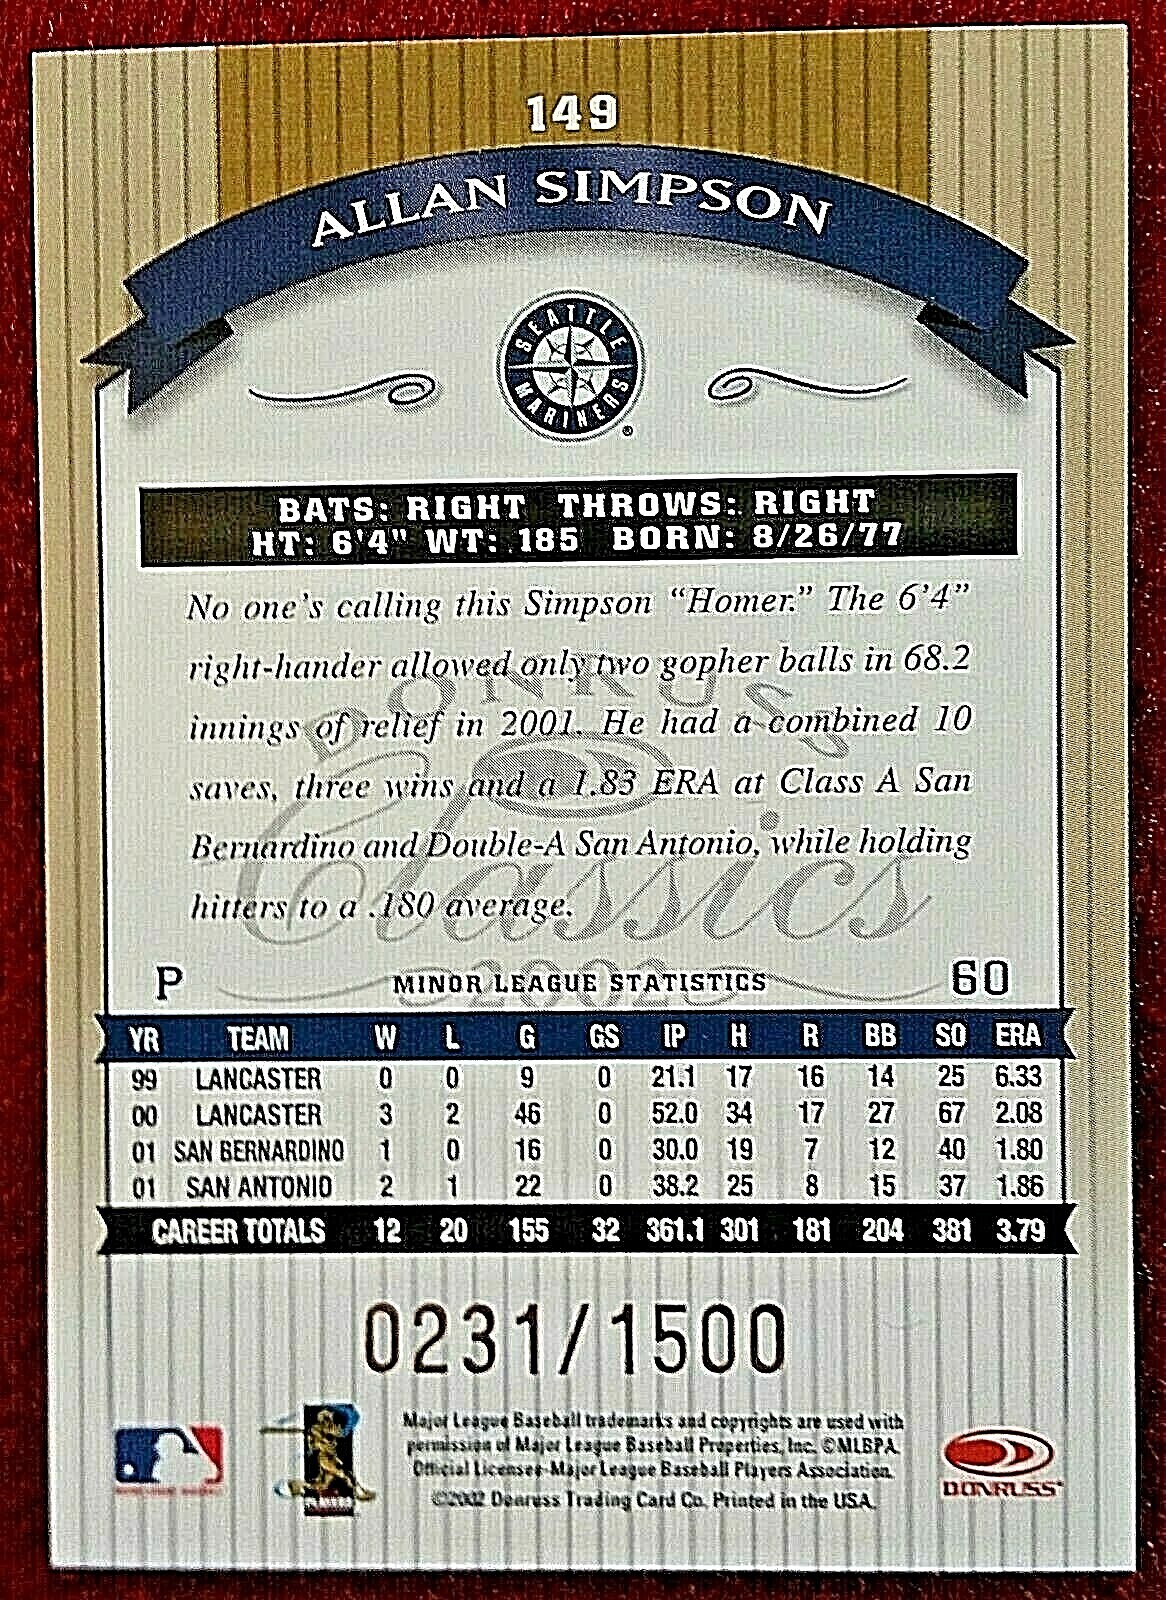 149
ALLAN SIMPSON
SEATTLE
MARINERS
®
BATS: RIGHT THROWS: RIGHT
HT: 6'4" WT: 185 BORN: 8/26/77
No one's calling this Simpson "Homer." The 6'4"
right-hander allowed only two gopher balls in 68.2
innings of relief in 2001. He had a combined 10
saves, three wins and a 1.83 ERA at Class A San
Bernardino and Double-A San Antonio, while holding
hitters to a .180 average.
DONRUSS
Classics
2002
P MINOR LEAGUE STATISTICS 60
YR TEAM W L G GS IP H R BB SO ERA
99 LANCASTER 0 0 9 0 21.1 17 16 14 25 6.33
00 LANCASTER 3 2 46 0 52.0 34 17 27 67 2.08
01 SAN BERNARDINO 1 0 16 0 30.0 19 7 12 40 1.80
01 SAN ANTONIO 2 1 22 0 38.2 25 8 15 37 1.86
CAREER TOTALS 12 20 155 32 361.1 301 181 204 381 3.79
0231/1500
Major League Baseball trademarks and copyrights are used with
permission of Major League Baseball Properties, Inc. ©MLBPA
Official Licensee-Major League Baseball Players Association.
©2002 Donruss Trading Card Co. Printed in the USA.
PLAYERS
DONRUSS